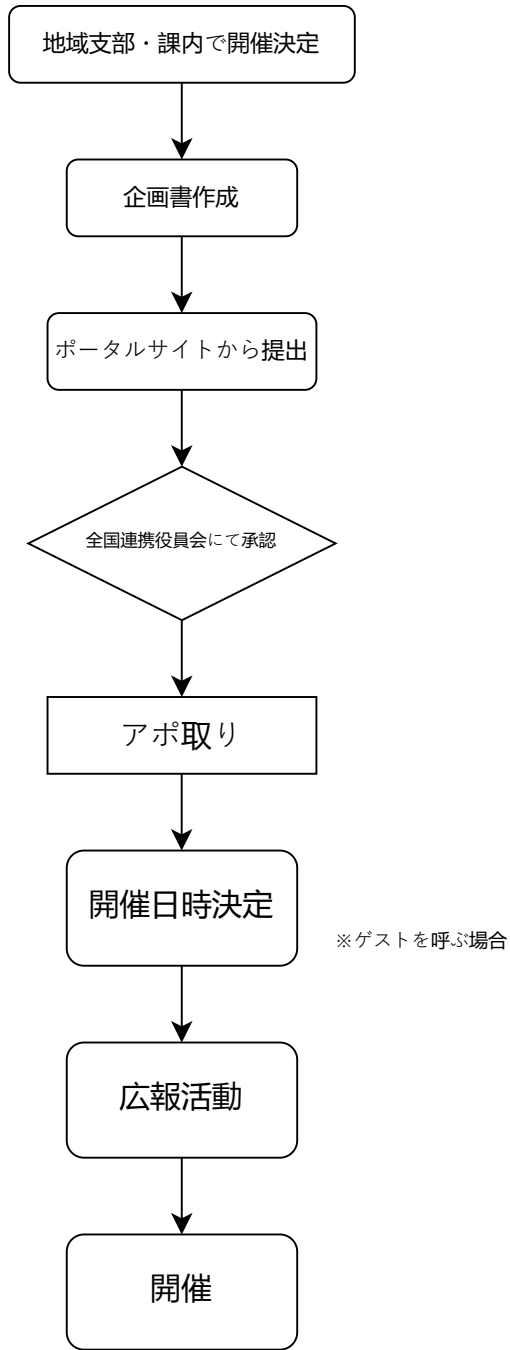 地域支部・課内で開催決定
企画書作成
ポータルサイトから提出
全国連携役員会にて承認
アポ取り
開催日時決定
※ゲストを呼ぶ場合
広報活動
開催